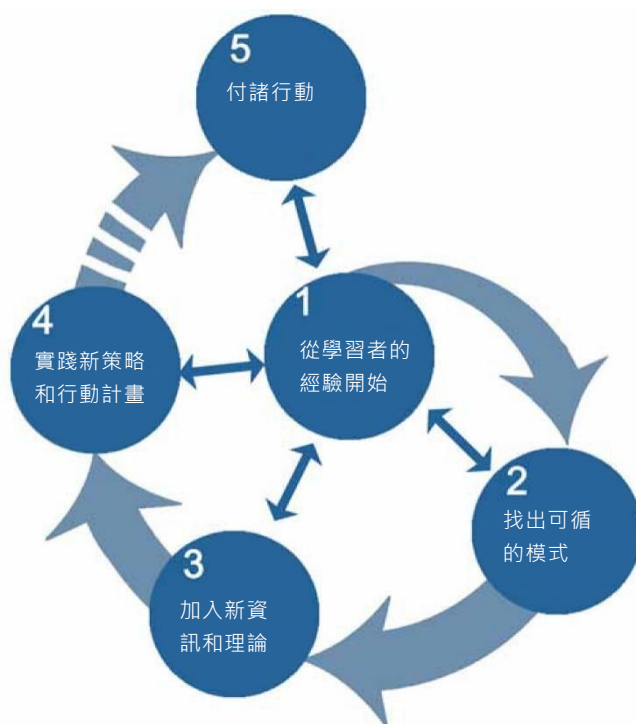 5
付諸行動
1
從學習者的
經驗開始
4
實踐新策略
和行動計畫
2
找出可循
的模式
3
加入新資
訊和理論